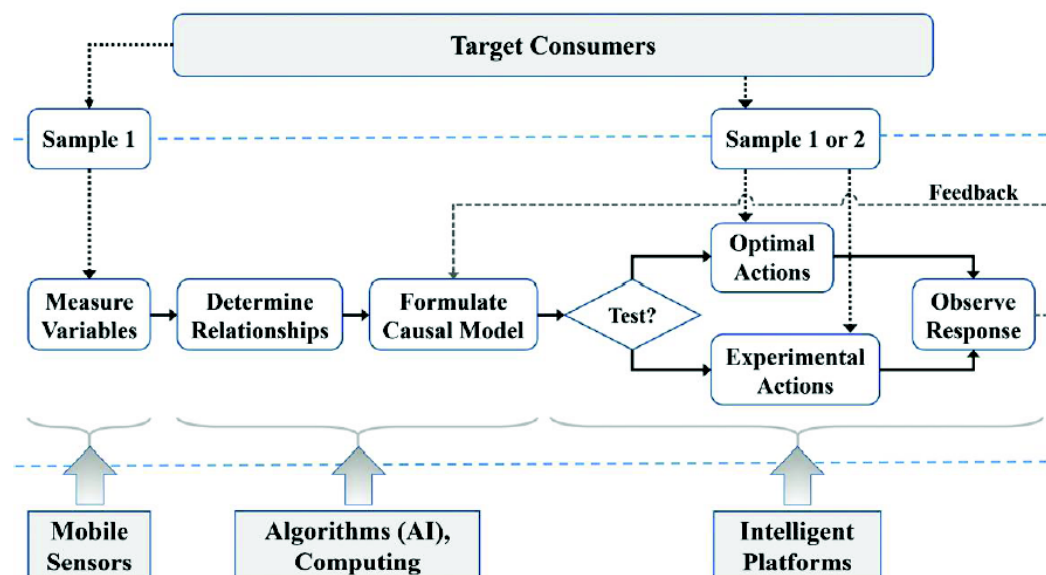 Target Consumers
Sample 1
Sample 1 or 2
Feedback
Measure
Variables
Determine
Relationships
Formulate
Causal Model
Test?
Optimal
Actions
Experimental
Actions
Observe
Response
Mobile
Sensors
Algorithms (AI),
Computing
Intelligent
Platforms